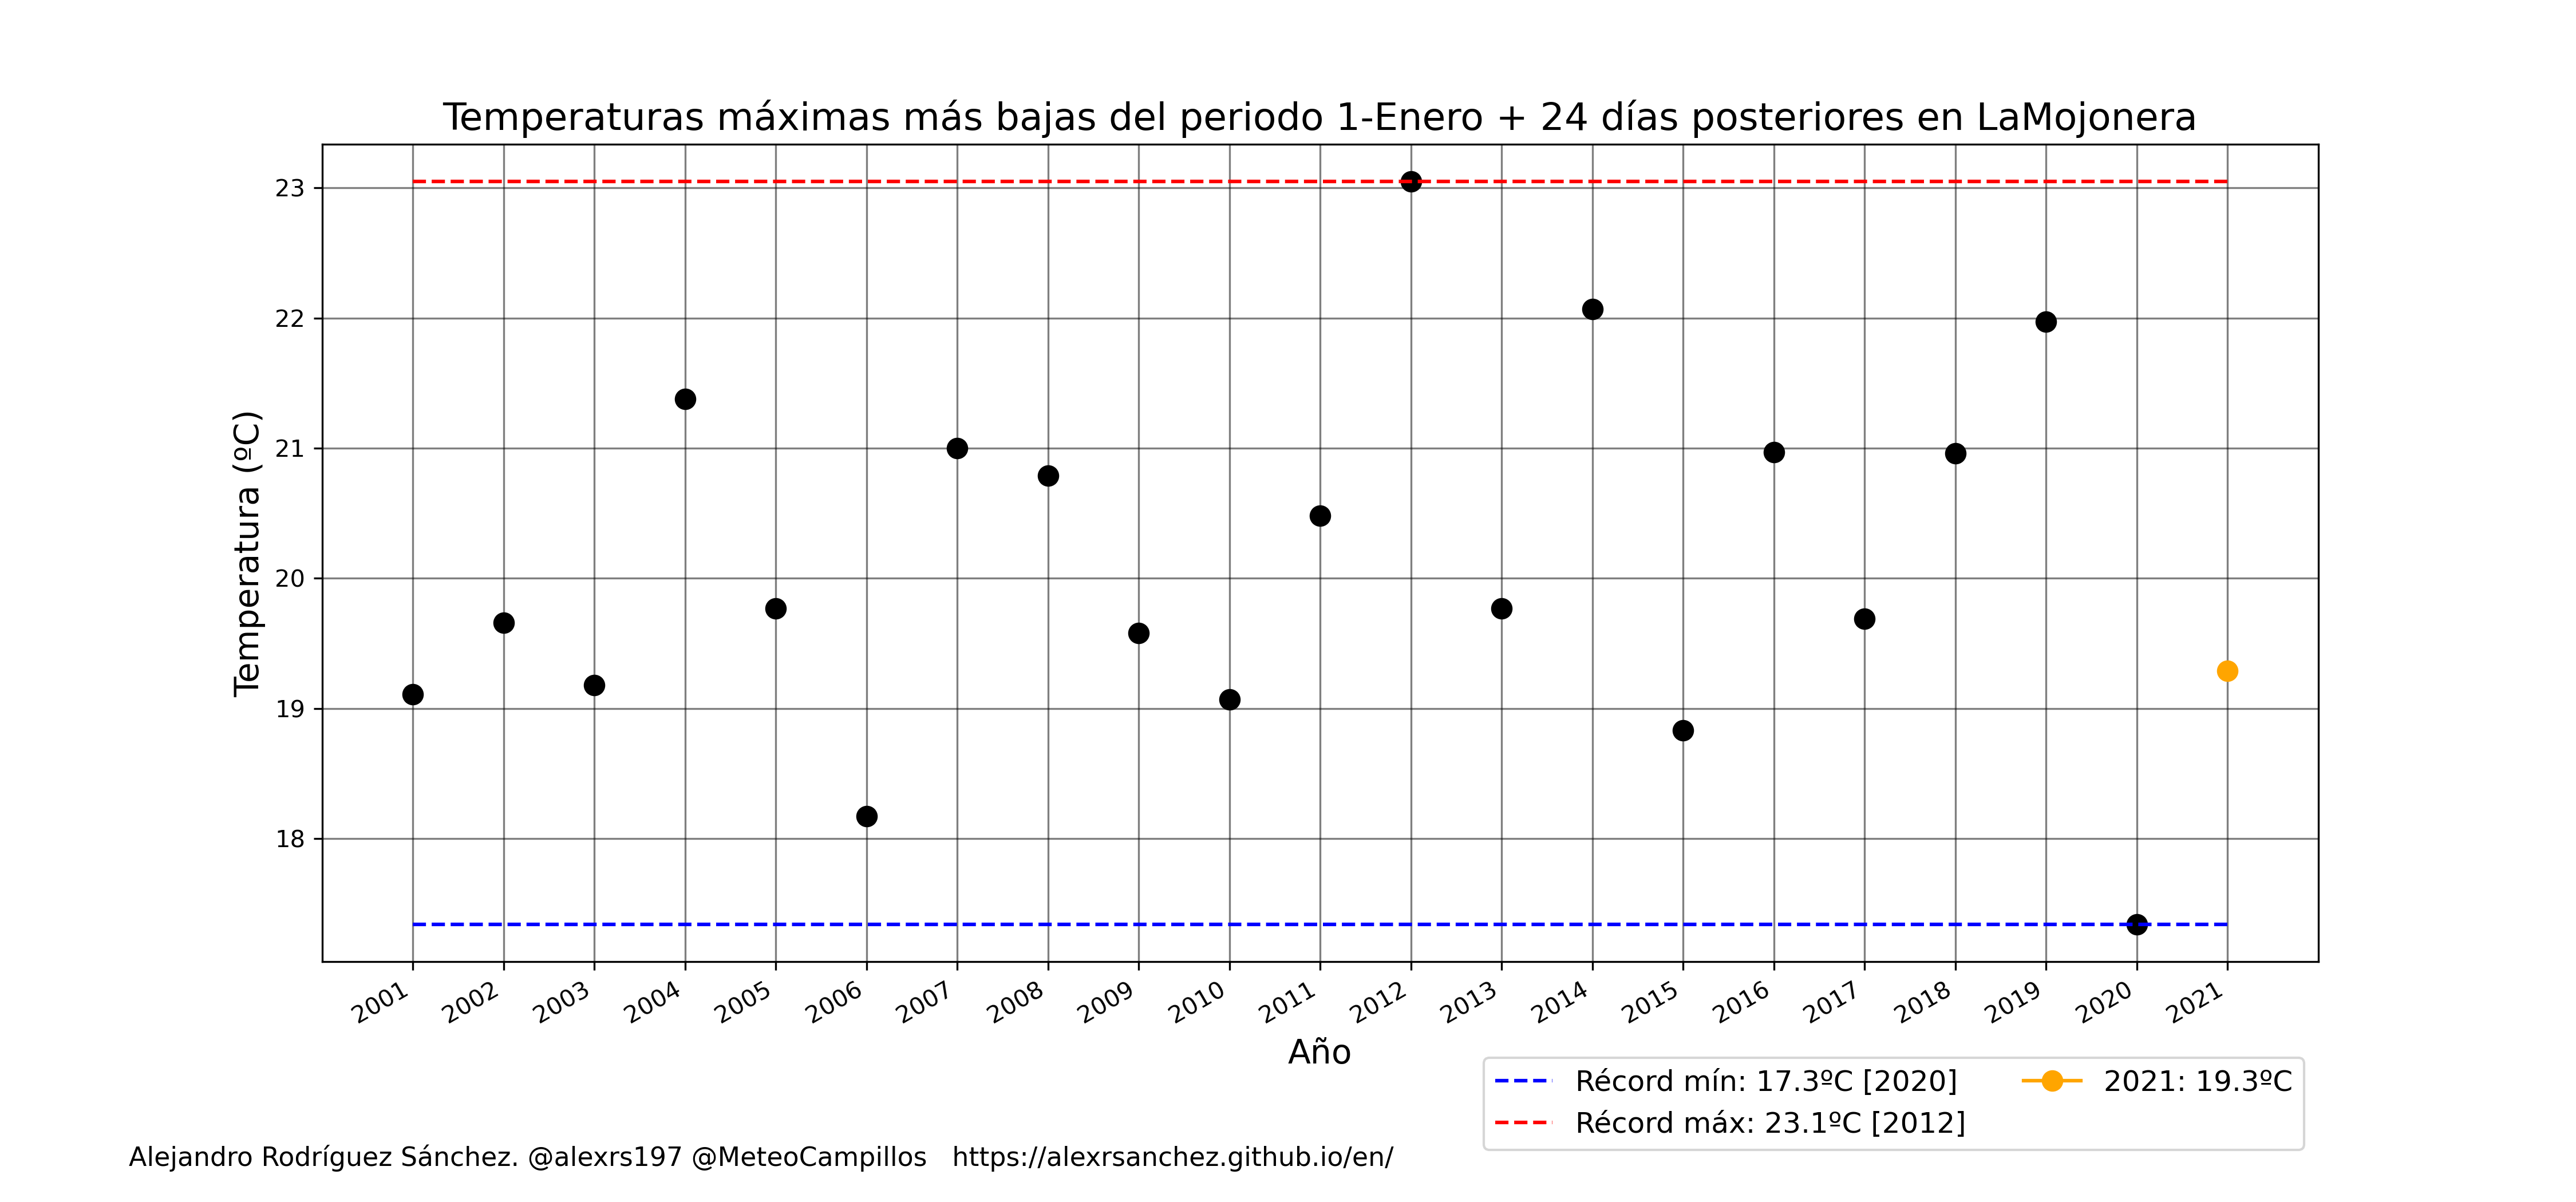 Temperaturas máximas más bajas del periodo 1-Enero + 24 días posteriores en LaMojonera
Temperatura (ºC)
23
22
21
20
19
18
2001 2002 2003 2004 2005 2006 2007 2008 2009 2010 2011 2012 2013 2014 2015 2016 2017 2018 2019 2020 2021
Año
Récord mín: 17.3ºC [2020]
Récord máx: 23.1ºC [2012]
2021: 19.3ºC
Alejandro Rodríguez Sánchez. @alexrs197 @MeteoCampillos https://alexrsanchez.github.io/en/